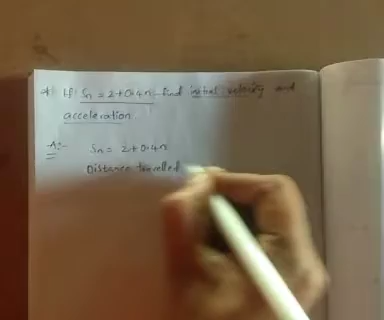 * If Sn = 2+0.4n find initial velocity and
acceleration.
A:- Sn = 2+0.4n
Distance travelled